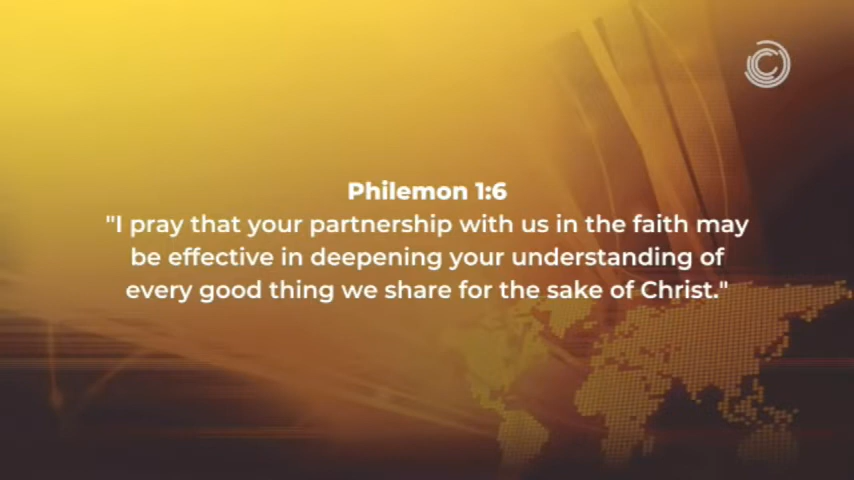 Philemon 1:6
"I pray that your partnership with us in the faith may
be effective in deepening your understanding of
every good thing we share for the sake of Christ."